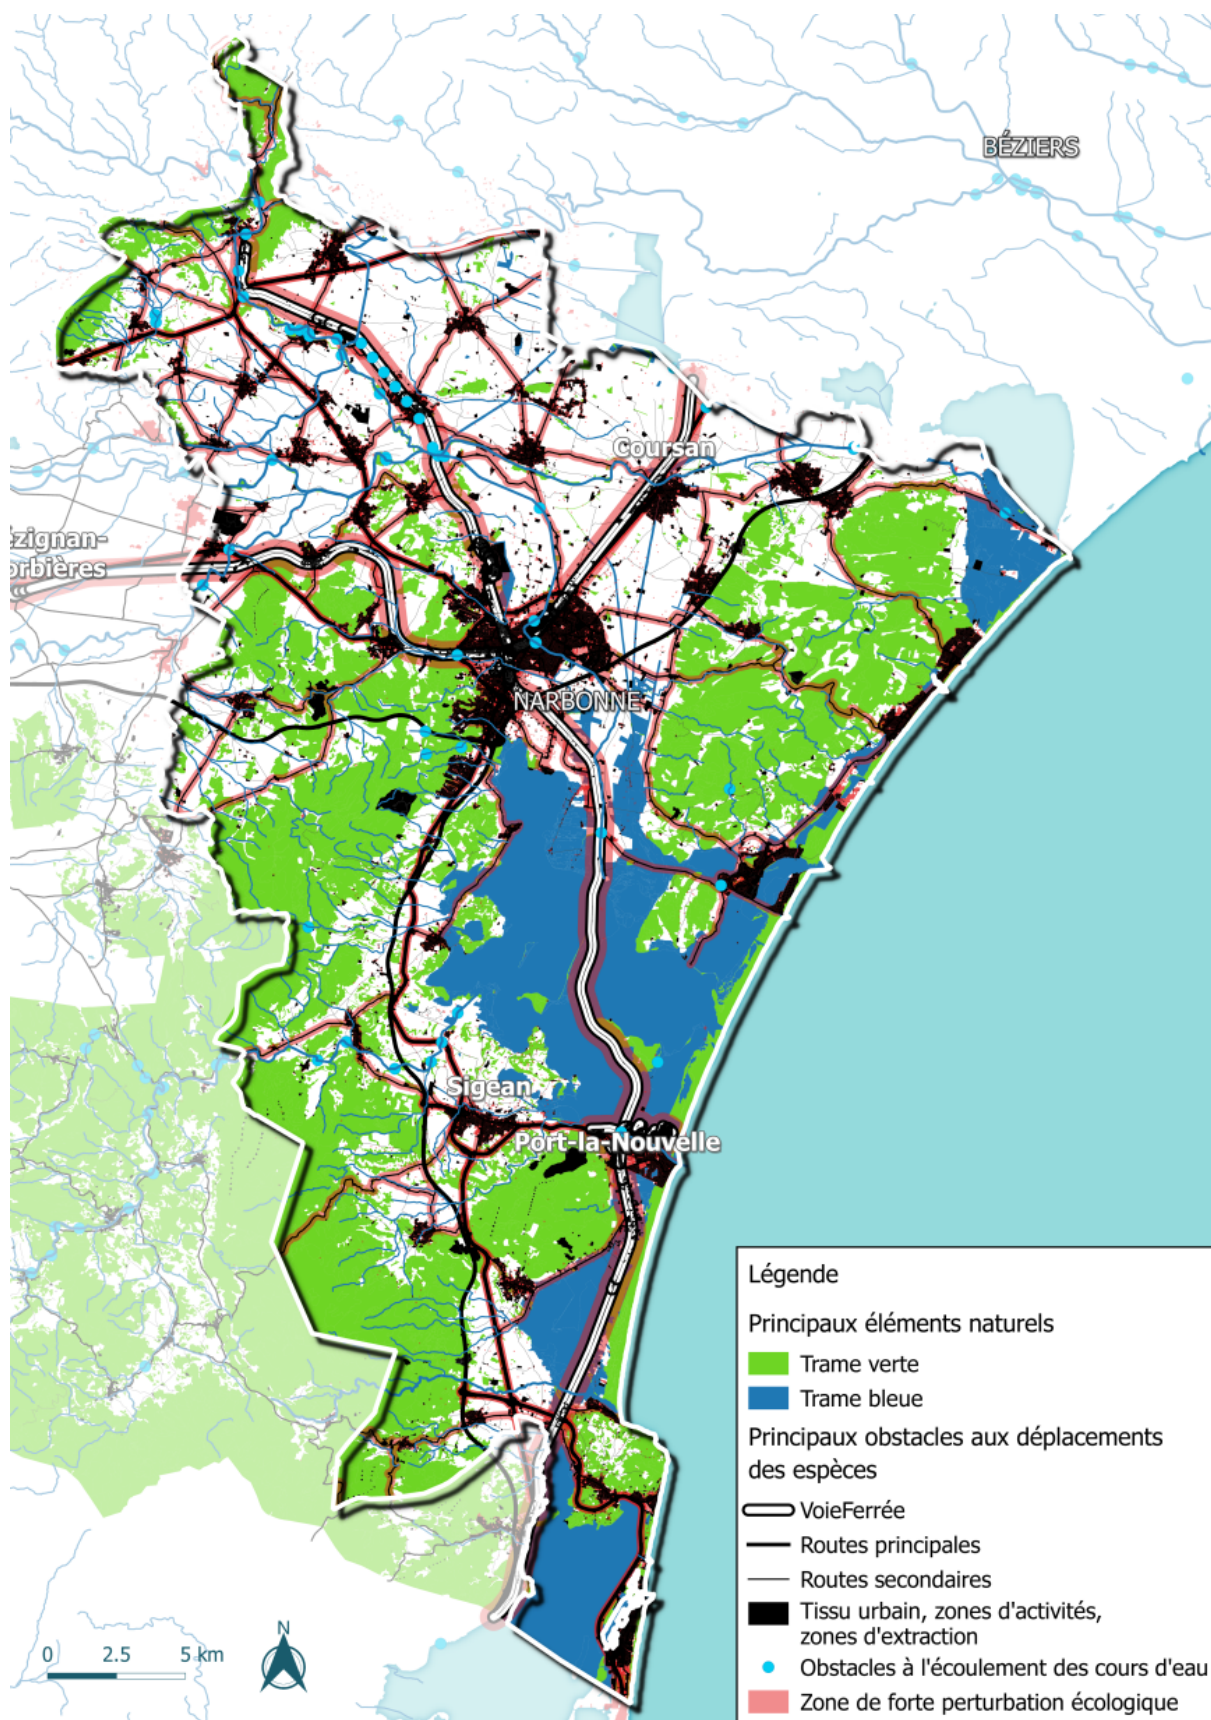 BÉZIERS
Coursan
zignan-
orbières
NARBONNE
Sigean
Port-la-Nouvelle
Légende
Principaux éléments naturels
Trame verte
Trame bleue
Principaux obstacles aux déplacements
des espèces
VoieFerrée
Routes principales
Routes secondaires
Tissu urbain, zones d'activités,
zones d'extraction
Obstacles à l'écoulement des cours d'eau
Zone de forte perturbation écologique
N
0 2.5 5 km